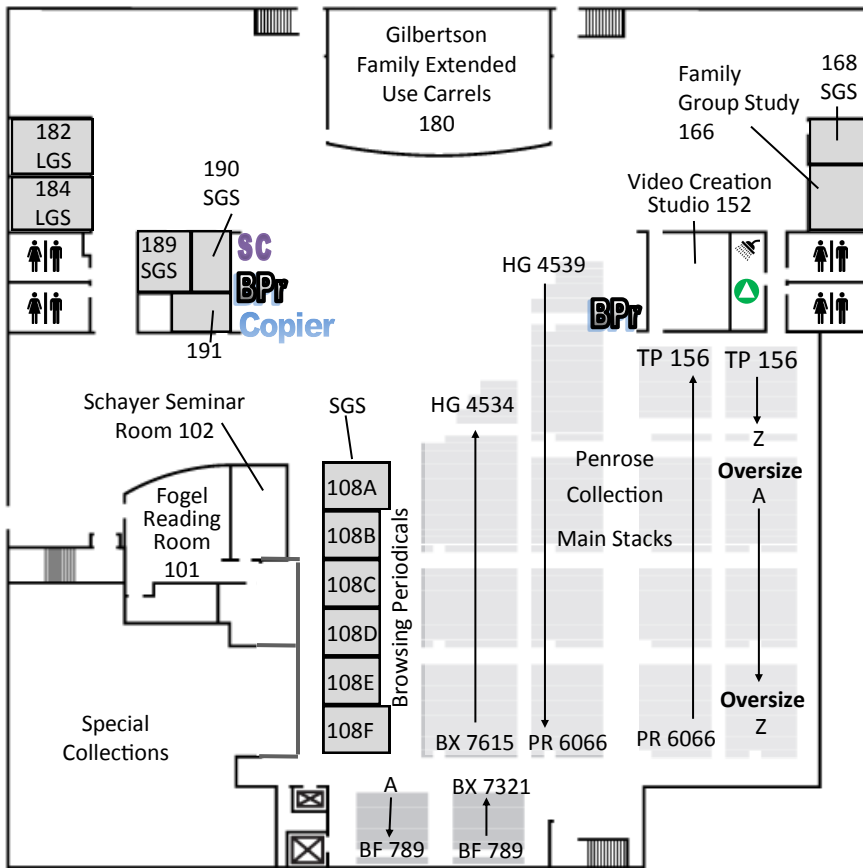 Gilbertson
Family Extended
Use Carrels
180
168
SGS
Family
Group Study
166
182
LGS
184
LGS
190
SGS
Video Creation
Studio 152
189
SGS
SC
BPr
Copier
191
HG 4539
BPr
TP 156
TP 156
Z
Oversize
A
Schayer Seminar
Room 102
SGS
HG 4534
Penrose
Collection
Main Stacks
Fogel
Reading
Room
101
108A
108B
108C
108D
108E
108F
Browsing Periodicals
Special
Collections
Oversize
Z
BX 7615
PR 6066
PR 6066
A
BF 789
BX 7321
BF 789